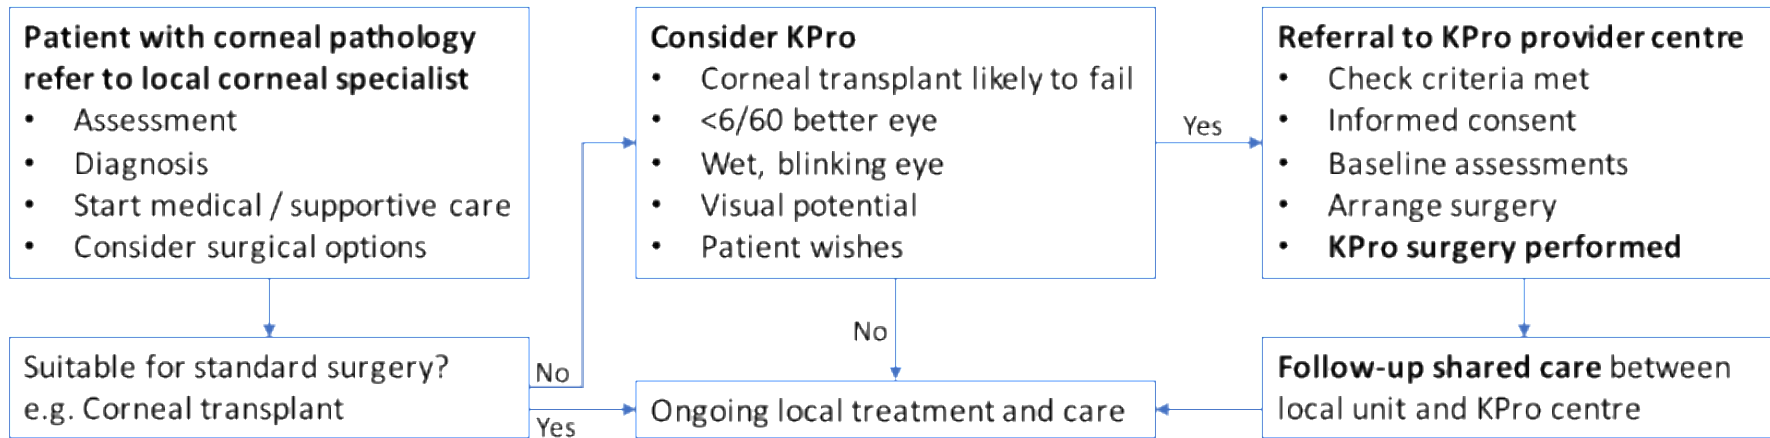 Patient with corneal pathology
refer to local corneal specialist
• Assessment
• Diagnosis
• Start medical / supportive care
• Consider surgical options
Suitable for standard surgery?
e.g. Corneal transplant
No
Yes
Consider KPro
• Corneal transplant likely to fail
• <6/60 better eye
• Wet, blinking eye
• Visual potential
• Patient wishes
Yes
No
Ongoing local treatment and care
Referral to KPro provider centre
• Check criteria met
• Informed consent
• Baseline assessments
• Arrange surgery
• KPro surgery performed
Follow-up shared care between
local unit and KPro centre